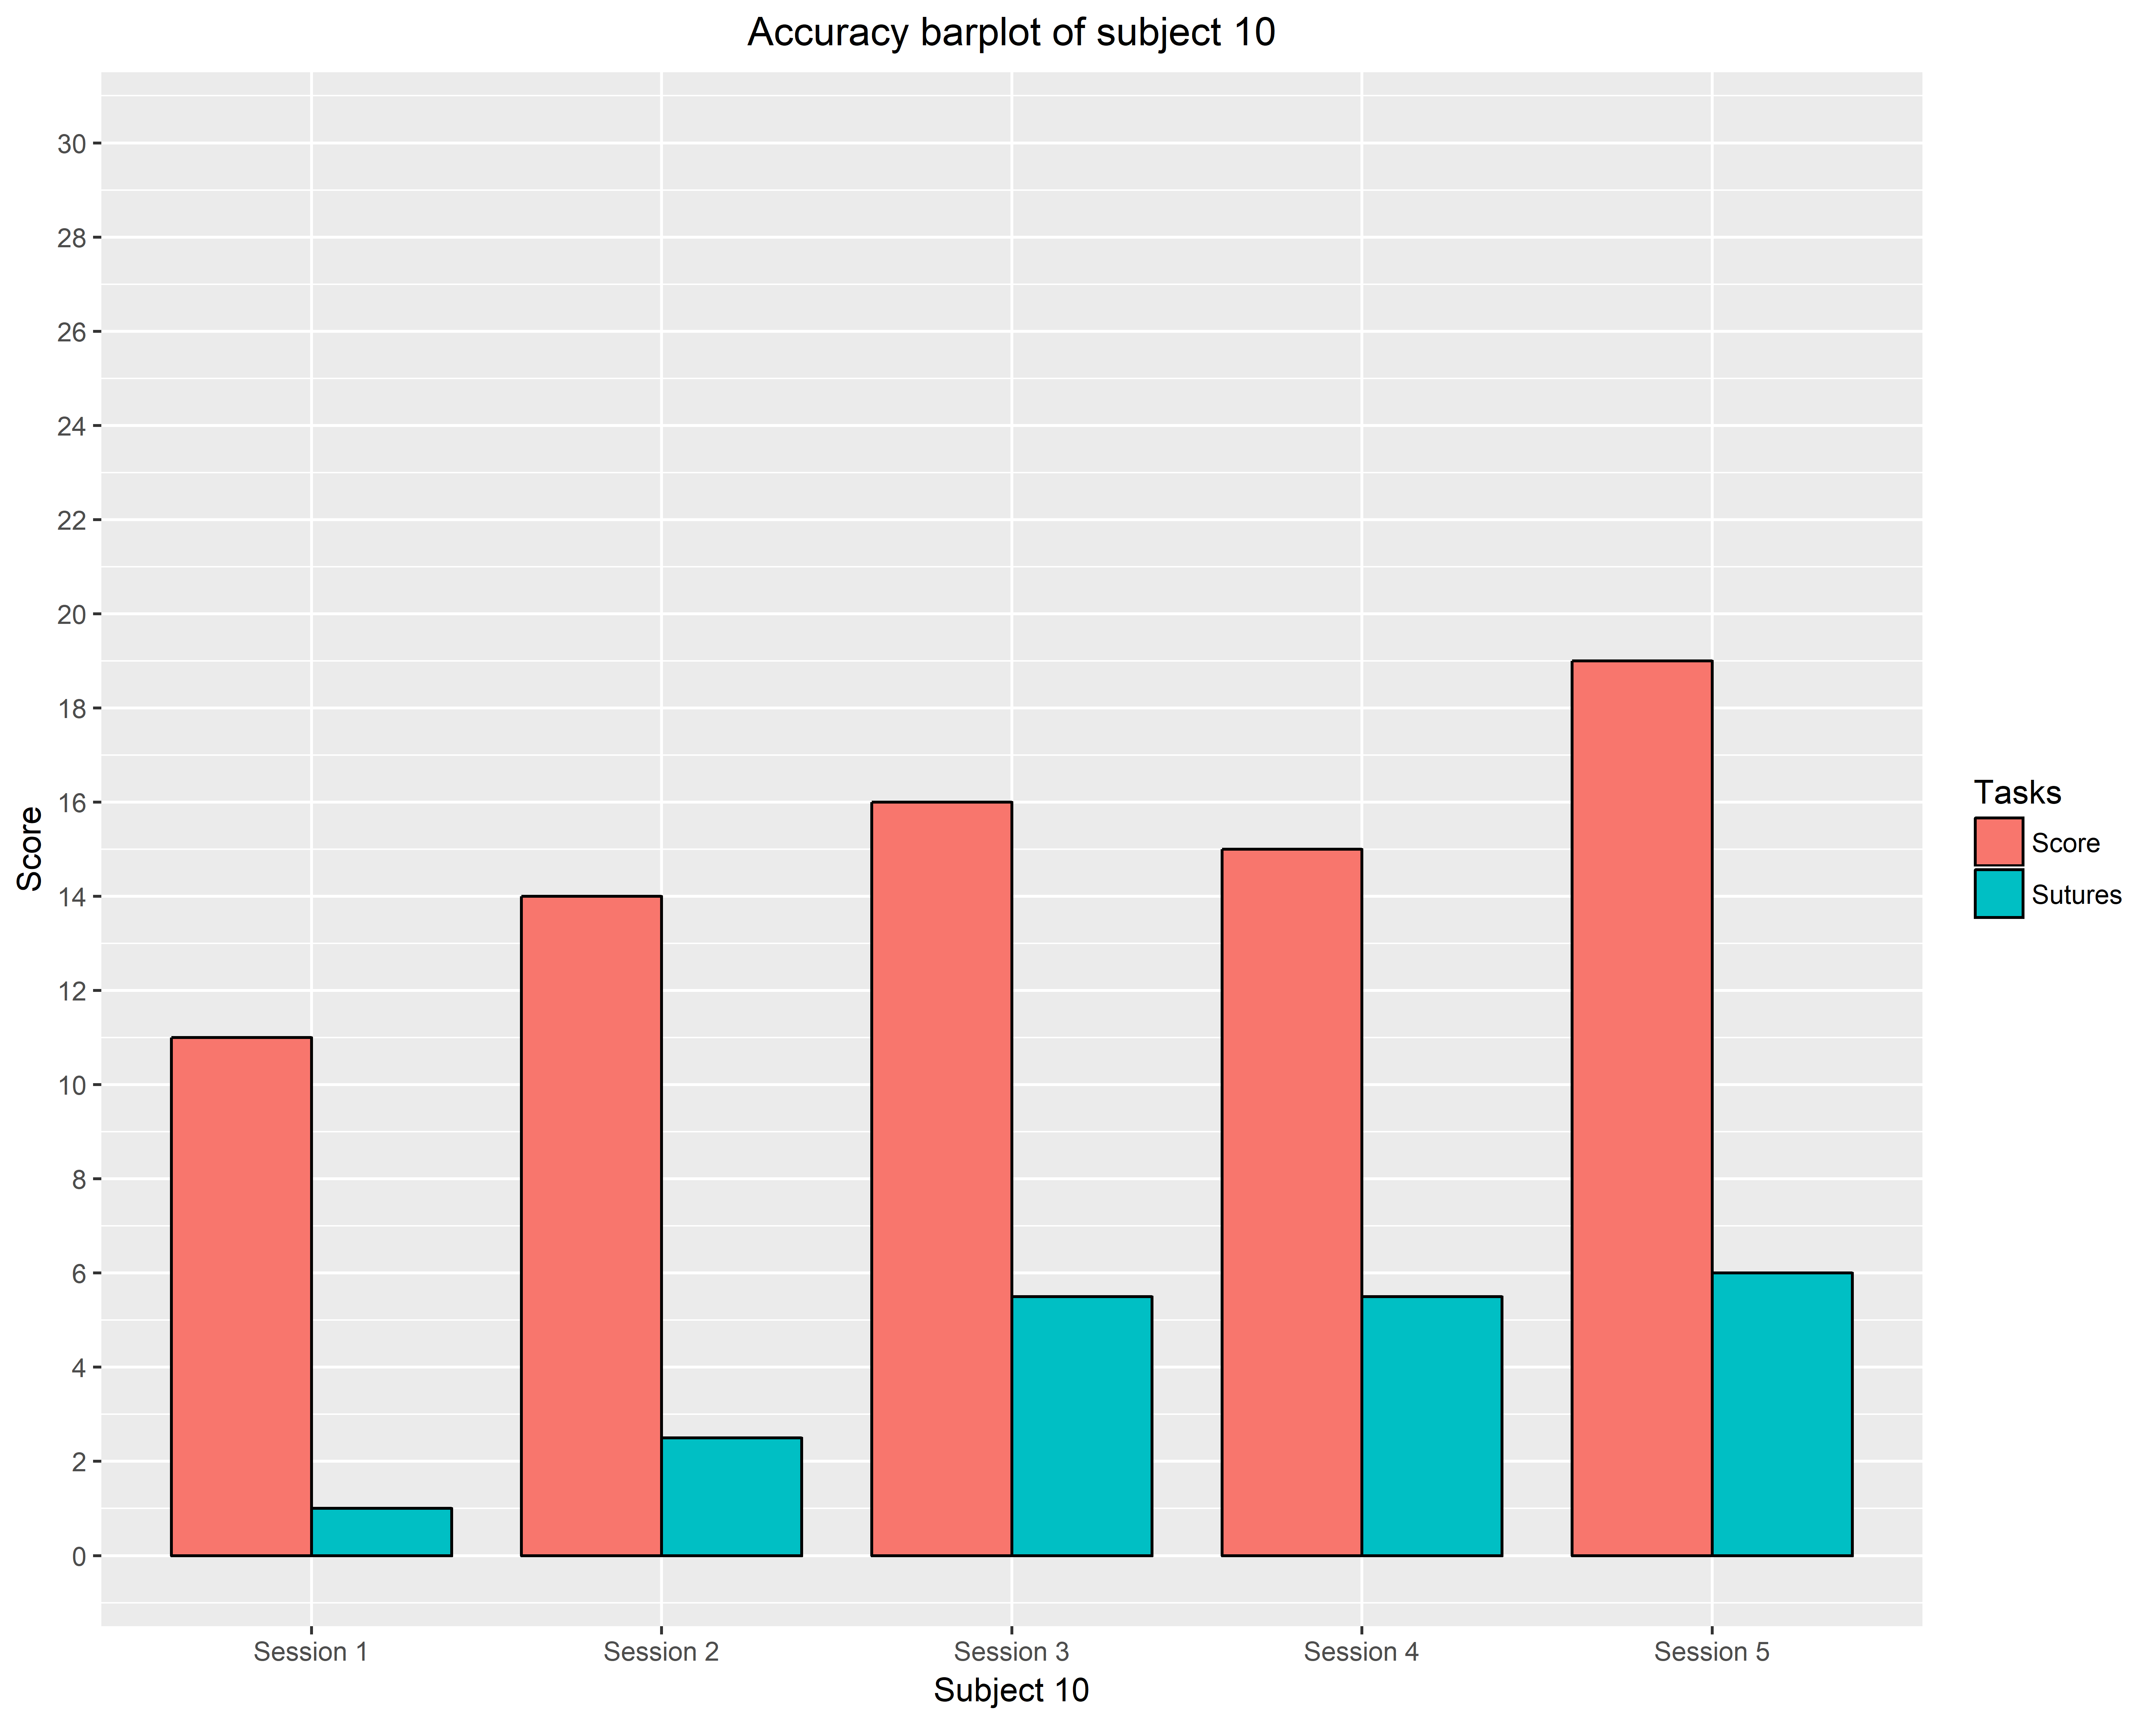 Accuracy barplot of subject 10
Score
30
28
26
24
22
20
18
16
14
12
10
8
6
4
2
0
Session 1
Session 2
Session 3
Session 4
Session 5
Subject 10
Tasks
Score
Sutures